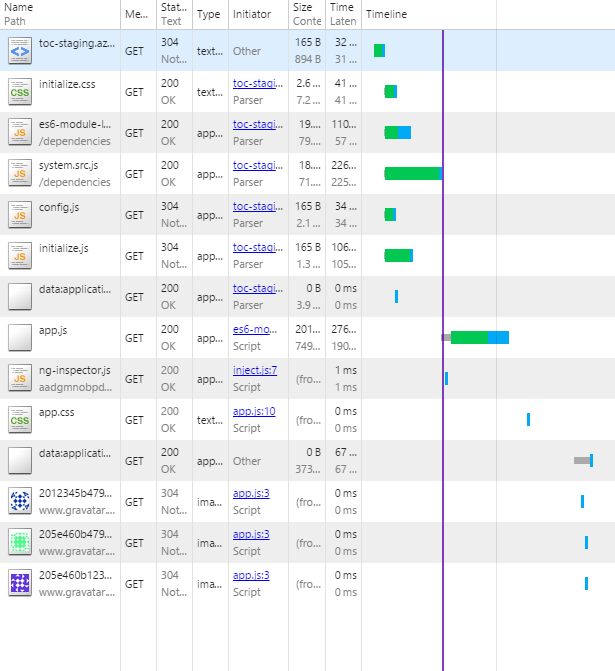 Name Me... Stat... Type Initiator Size Time Timeline
Path Text Conte Laten
toc-staging.az... GET 304 text... Other 165 B 32 ...
Not... 894 B 31 ...
initialize.css GET 200 text... toc-stagi... 2.6 ... 41 ...
OK Parser 7.2 ... 41 ...
es6-module-l... GET 200 app... toc-stagi... 19.... 110...
/dependencies OK Parser 79.... 57 ...
system.src.js GET 200 app... toc-stagi... 18.... 226...
/dependencies OK Parser 71.... 225...
config.js GET 304 app... toc-stagi... 165 B 34 ...
Not... Parser 2.1 ... 34 ...
initialize.js GET 304 app... toc-stagi... 165 B 106...
Not... Parser 1.3 ... 105...
data:applicati... GET 200 app... toc-stagi... 0 B 0 ms
OK Parser 3.9 ... 0 ms
app.js GET 200 app... es6-mo... 201... 276...
OK Script 749... 190...
ng-inspector.js GET 200 app... inject.js:7 (fro... 1 ms
aadgmnobpd... OK Script 1 ms
app.css GET 200 text... app.js:10 (fro... 0 ms
OK Script 0 ms
data:applicati... GET 200 app... Other 0 B 67 ...
OK 373... 67 ...
2012345b479... GET 304 ima... app.js:3 (fro... 0 ms
www.gravatar.... Not... Script 0 ms
205e460b479... GET 304 ima... app.js:3 (fro... 0 ms
www.gravatar.... Not... Script 0 ms
205e460b123... GET 304 ima... app.js:3 (fro... 0 ms
www.gravatar.... Not... Script 0 ms